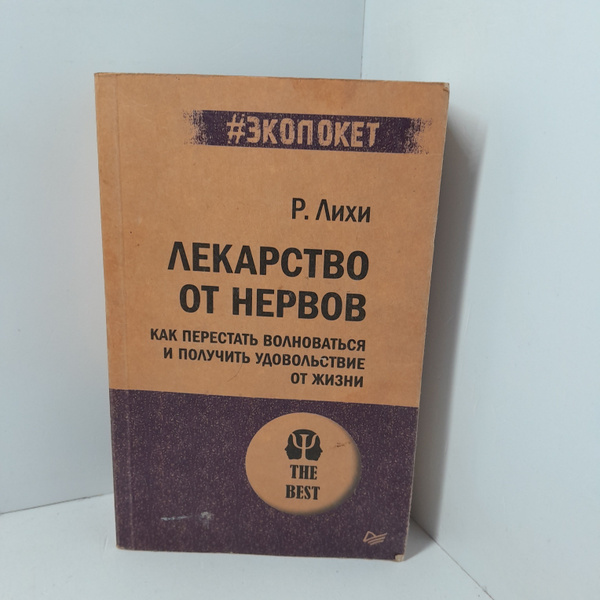 #ЭКОПОКЕТ
Р. Лихи
ЛЕКАРСТВО
ОТ НЕРВОВ
КАК ПЕРЕСТАТЬ ВОЛНОВАТЬСЯ
И ПОЛУЧИТЬ УДОВОЛЬСТВИЕ
ОТ ЖИЗНИ
Ψ
THE
BEST